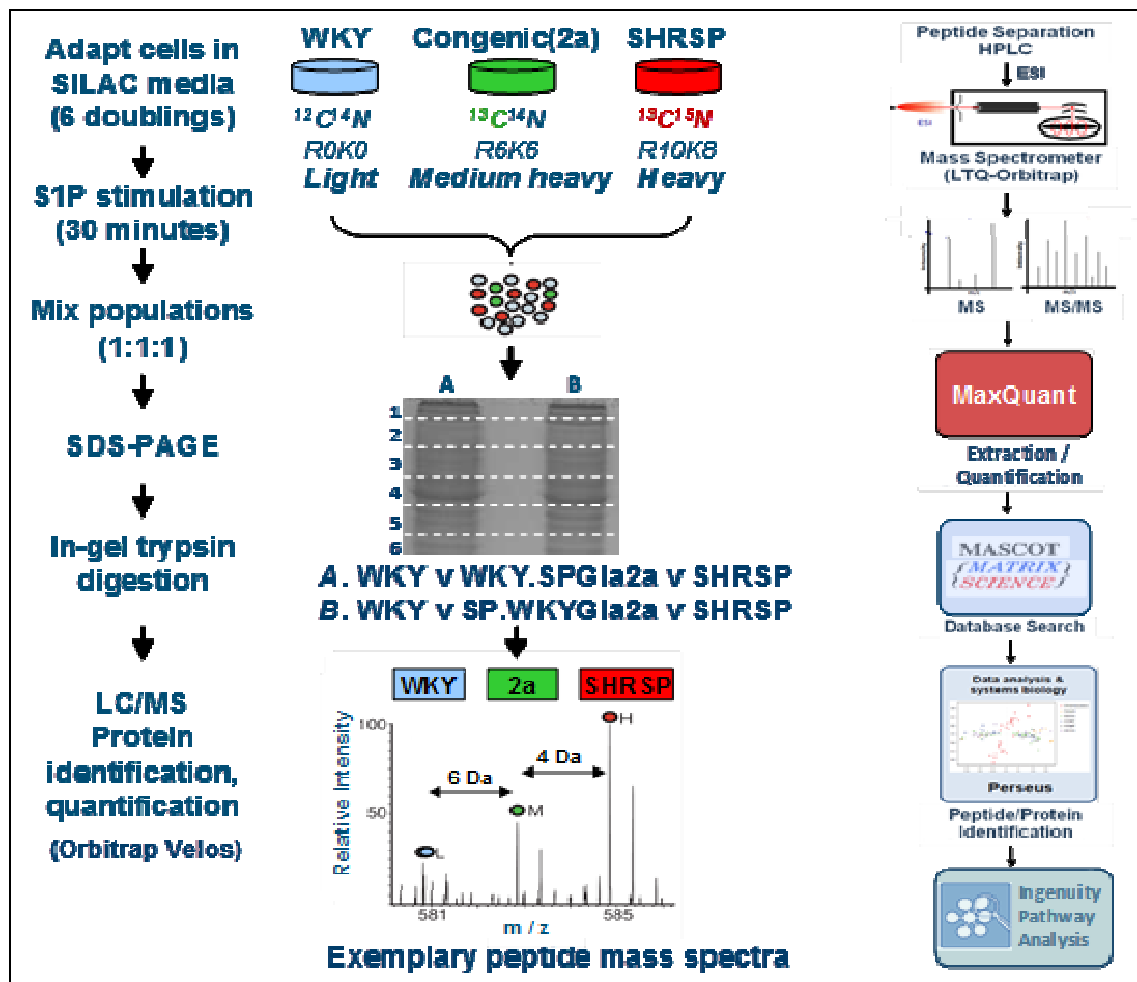 Adapt cells in
SILAC media
(6 doublings)
S1P stimulation
(30 minutes)
Mix populations
(1:1:1)
SDS-PAGE
In-gel trypsin
digestion
LC/MS
Protein
identification,
quantification
(Orbitrap Velos)
WKY Congenic(2a) SHRSP
12C14N 13C14N 13C15N
R0K0 R6K6 R10K8
Light Medium heavy Heavy
A B
1
2
3
4
5
6
A. WKY v WKY.SPGla2a v SHRSP
B. WKY v SP.WKYGla2a v SHRSP
WKY 2a SHRSP
Relative Intensity
100
50
H
4 Da
6 Da
M
L
581 585
m / z
Exemplary peptide mass spectra
Peptide Separation
HPLC
ESI
ESI
Mass Spectrometer
(LTQ-Orbitrap)
Intensity
Intensity
MS MS/MS
MaxQuant
Extraction /
Quantification
MASCOT
MATRIX
SCIENCE
Database Search
Data analysis &
systems biology
Perseus
Peptide/Protein
Identification
Ingenuity
Pathway
Analysis